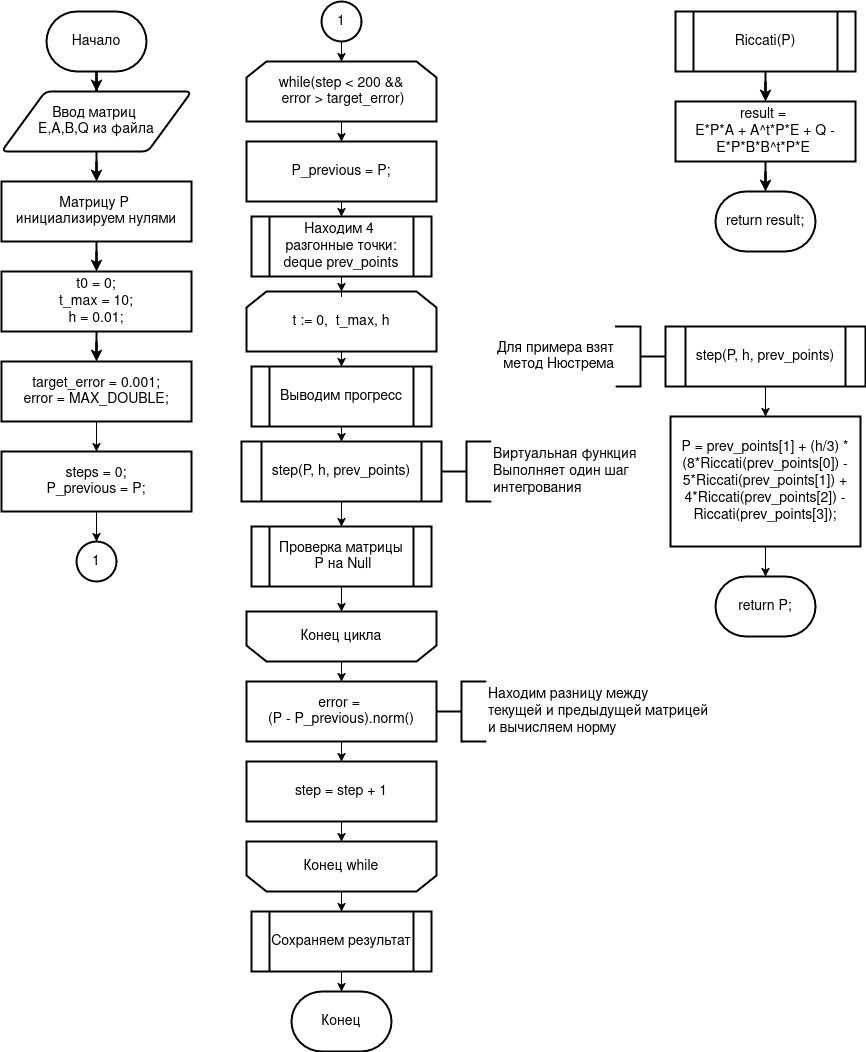 Начало
Ввод матриц
E,A,B,Q из файла
Матрицу P
инициализируем нулями
t0 = 0;
t_max = 10;
h = 0.01;
target_error = 0.001;
error = MAX_DOUBLE;
steps = 0;
P_previous = P;
1
1
while(step < 200 &&
error > target_error)
P_previous = P;
Находим 4
разгонные точки:
deque prev_points
t := 0, t_max, h
Выводим прогресс
step(P, h, prev_points)
Виртуальная функция
Выполняет один шаг
интегрования
Проверка матрицы
P на Null
Конец цикла
error =
(P - P_previous).norm()
Находим разницу между
текущей и предыдущей матрицей
и вычисляем норму
step = step + 1
Конец while
Сохраняем результат
Конец
Riccati(P)
result =
E*P*A + A^t*P*E + Q -
E*P*B*B^t*P*E
return result;
Для примера взят
метод Нюстрема
step(P, h, prev_points)
P = prev_points[1] + (h/3) *
(8*Riccati(prev_points[0]) -
5*Riccati(prev_points[1]) +
4*Riccati(prev_points[2]) -
Riccati(prev_points[3]);
return P;